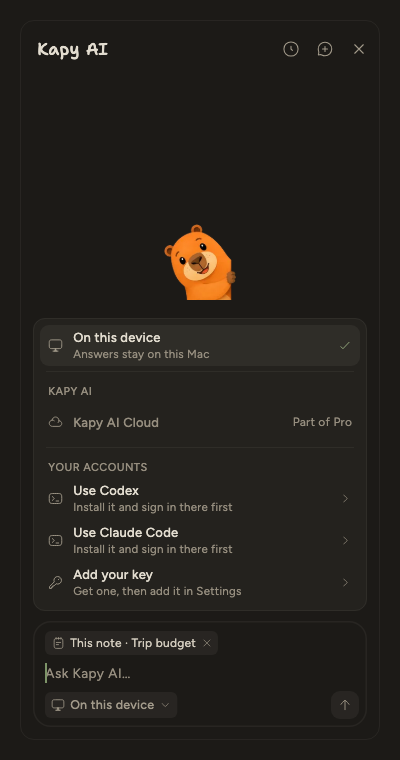 Kapy AI
On this device
Answers stay on this Mac
KAPY AI
Kapy AI Cloud
Part of Pro
YOUR ACCOUNTS
Use Codex
Install it and sign in there first
Use Claude Code
Install it and sign in there first
Add your key
Get one, then add it in Settings
This note · Trip budget
Ask Kapy AI...
On this device